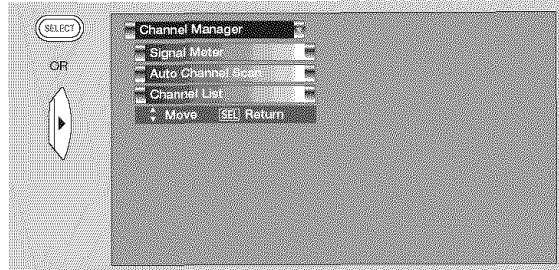 SELECT
OR
Channel Manager
Signal Meter
Auto Channel Scan
Channel List
Move SEL Return